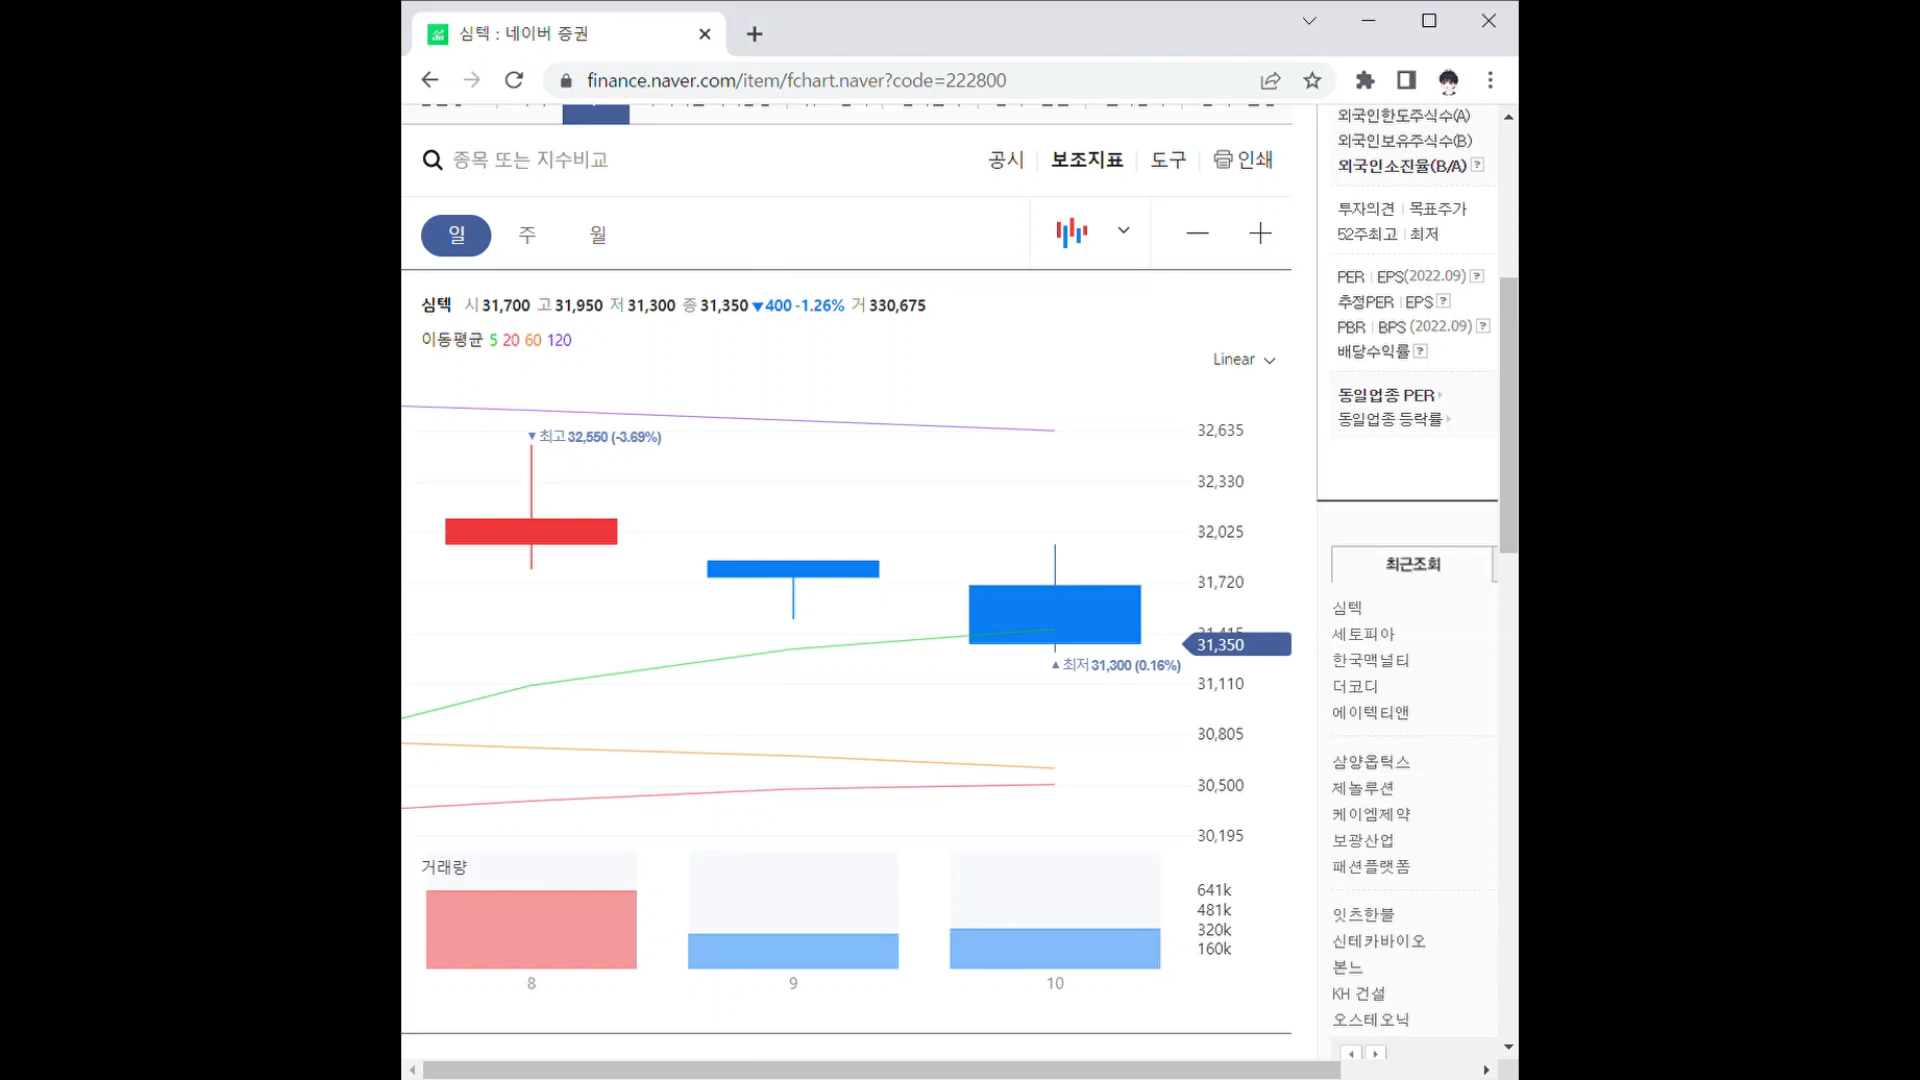 심텍 : 네이버 증권
finance.naver.com/item/fchart.naver?code=222800
종목 또는 지수비교
공시 보조지표 도구 인쇄
일 주 월
심텍 시 31,700 고 31,950 저 31,300 종 31,350 ▼400 -1.26% 거 330,675
이동평균 5 20 60 120
Linear
▼최고 32,550 (-3.69%)
▲최저 31,300 (0.16%)
32,635
32,330
32,025
31,720
31,415
31,350
31,110
30,805
30,500
30,195
거래량
641k
481k
320k
160k
8 9 10
외국인한도주식수(A)
외국인보유주식수(B)
외국인소진율(B/A) ?
투자의견 | 목표주가
52주최고 | 최저
PER | EPS(2022.09) ?
추정PER | EPS ?
PBR | BPS (2022.09) ?
배당수익률 ?
동일업종 PER
동일업종 등락률
최근조회
심텍
세토피아
한국맥널티
더코디
에이텍티앤
삼양옵틱스
제놀루션
케이엠제약
보광산업
패션플랫폼
잇츠한불
신테카바이오
본느
KH 건설
오스테오닉